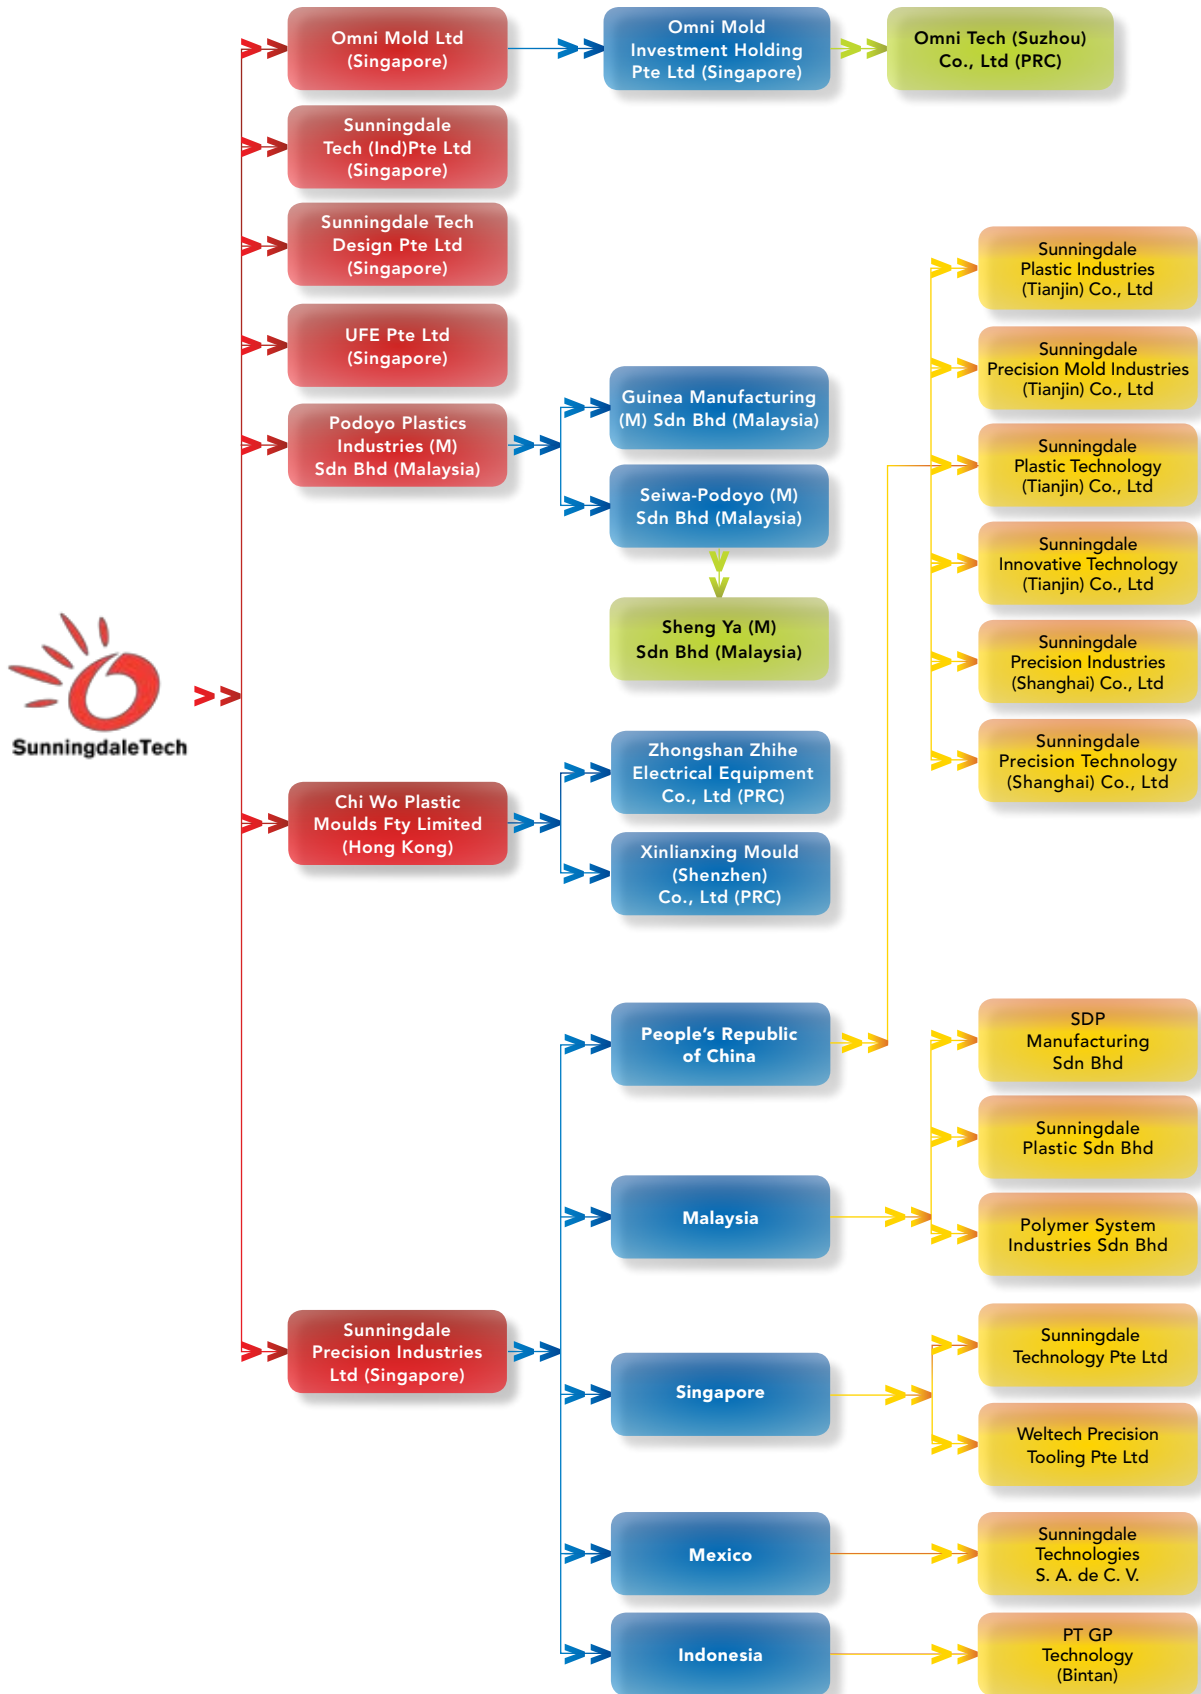 Omni Mold Ltd
(Singapore)
Omni Mold
Investment Holding
Pte Ltd (Singapore)
Omni Tech (Suzhou)
Co., Ltd (PRC)
Sunningdale
Tech (Ind)Pte Ltd
(Singapore)
Sunningdale Tech
Design Pte Ltd
(Singapore)
UFE Pte Ltd
(Singapore)
Podoyo Plastics
Industries (M)
Sdn Bhd (Malaysia)
Guinea Manufacturing
(M) Sdn Bhd (Malaysia)
Seiwa-Podoyo (M)
Sdn Bhd (Malaysia)
Sheng Ya (M)
Sdn Bhd (Malaysia)
Sunningdale
Plastic Industries
(Tianjin) Co., Ltd
Sunningdale
Precision Mold Industries
(Tianjin) Co., Ltd
Sunningdale
Plastic Technology
(Tianjin) Co., Ltd
Sunningdale
Innovative Technology
(Tianjin) Co., Ltd
Sunningdale
Precision Industries
(Shanghai) Co., Ltd
Sunningdale
Precision Technology
(Shanghai) Co., Ltd
SunningdaleTech
Chi Wo Plastic
Moulds Fty Limited
(Hong Kong)
Zhongshan Zhihe
Electrical Equipment
Co., Ltd (PRC)
Xinlianxing Mould
(Shenzhen)
Co., Ltd (PRC)
Sunningdale
Precision Industries
Ltd (Singapore)
People's Republic
of China
Malaysia
SDP
Manufacturing
Sdn Bhd
Sunningdale
Plastic Sdn Bhd
Polymer System
Industries Sdn Bhd
Singapore
Sunningdale
Technology Pte Ltd
Weltech Precision
Tooling Pte Ltd
Mexico
Sunningdale
Technologies
S. A. de C. V.
Indonesia
PT GP
Technology
(Bintan)